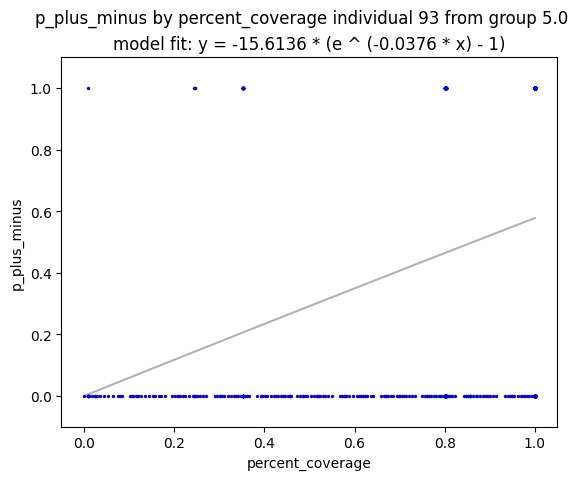 p_plus_minus by percent_coverage individual 93 from group 5.0
model fit: y = -15.6136 * (e ^ (-0.0376 * x) - 1)
1.0
0.8
0.6
0.4
0.2
0.0
p_plus_minus
0.0 0.2 0.4 0.6 0.8 1.0
percent_coverage